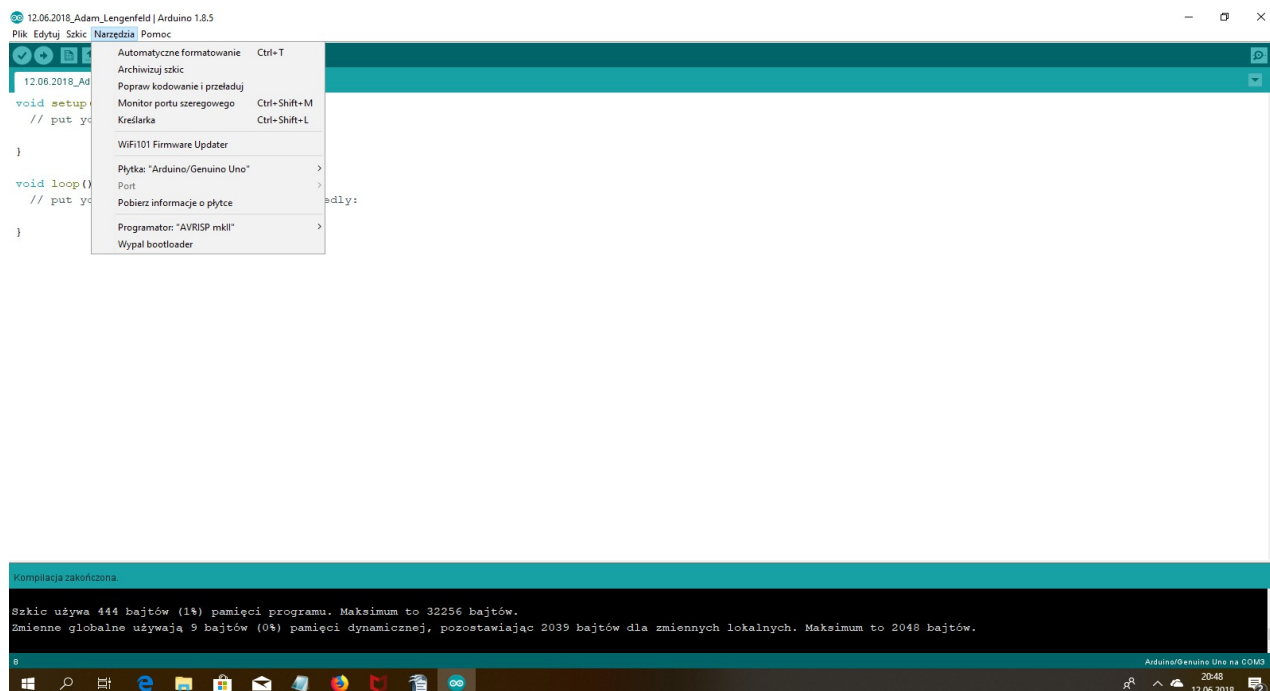 12.06.2018_Adam_Lengenfeld | Arduino 1.8.5
Plik Edytuj Szkic Narzędzia Pomoc
Automatyczne formatowanie Ctrl+T
Archiwizuj szkic
12.06.2018_Ad
Popraw kodowanie i przeładuj
void setup(
Monitor portu szeregowego Ctrl+Shift+M
// put yo
Kreślarka Ctrl+Shift+L
WiFi101 Firmware Updater
}
Płytka: "Arduino/Genuino Uno" >
void loop()
Port >
// put yo
Pobierz informacje o płytce
edly:
Programator: "AVRISP mkII" >
}
Wypal bootloader
Kompilacja zakończona.
Szkic używa 444 bajtów (1%) pamięci programu. Maksimum to 32256 bajtów.
Zmienne globalne używają 9 bajtów (0%) pamięci dynamicznej, pozostawiając 2039 bajtów dla zmiennych lokalnych. Maksimum to 2048 bajtów.
8
Arduino/Genuino Uno na COM3
20:48
12.06.2018
2